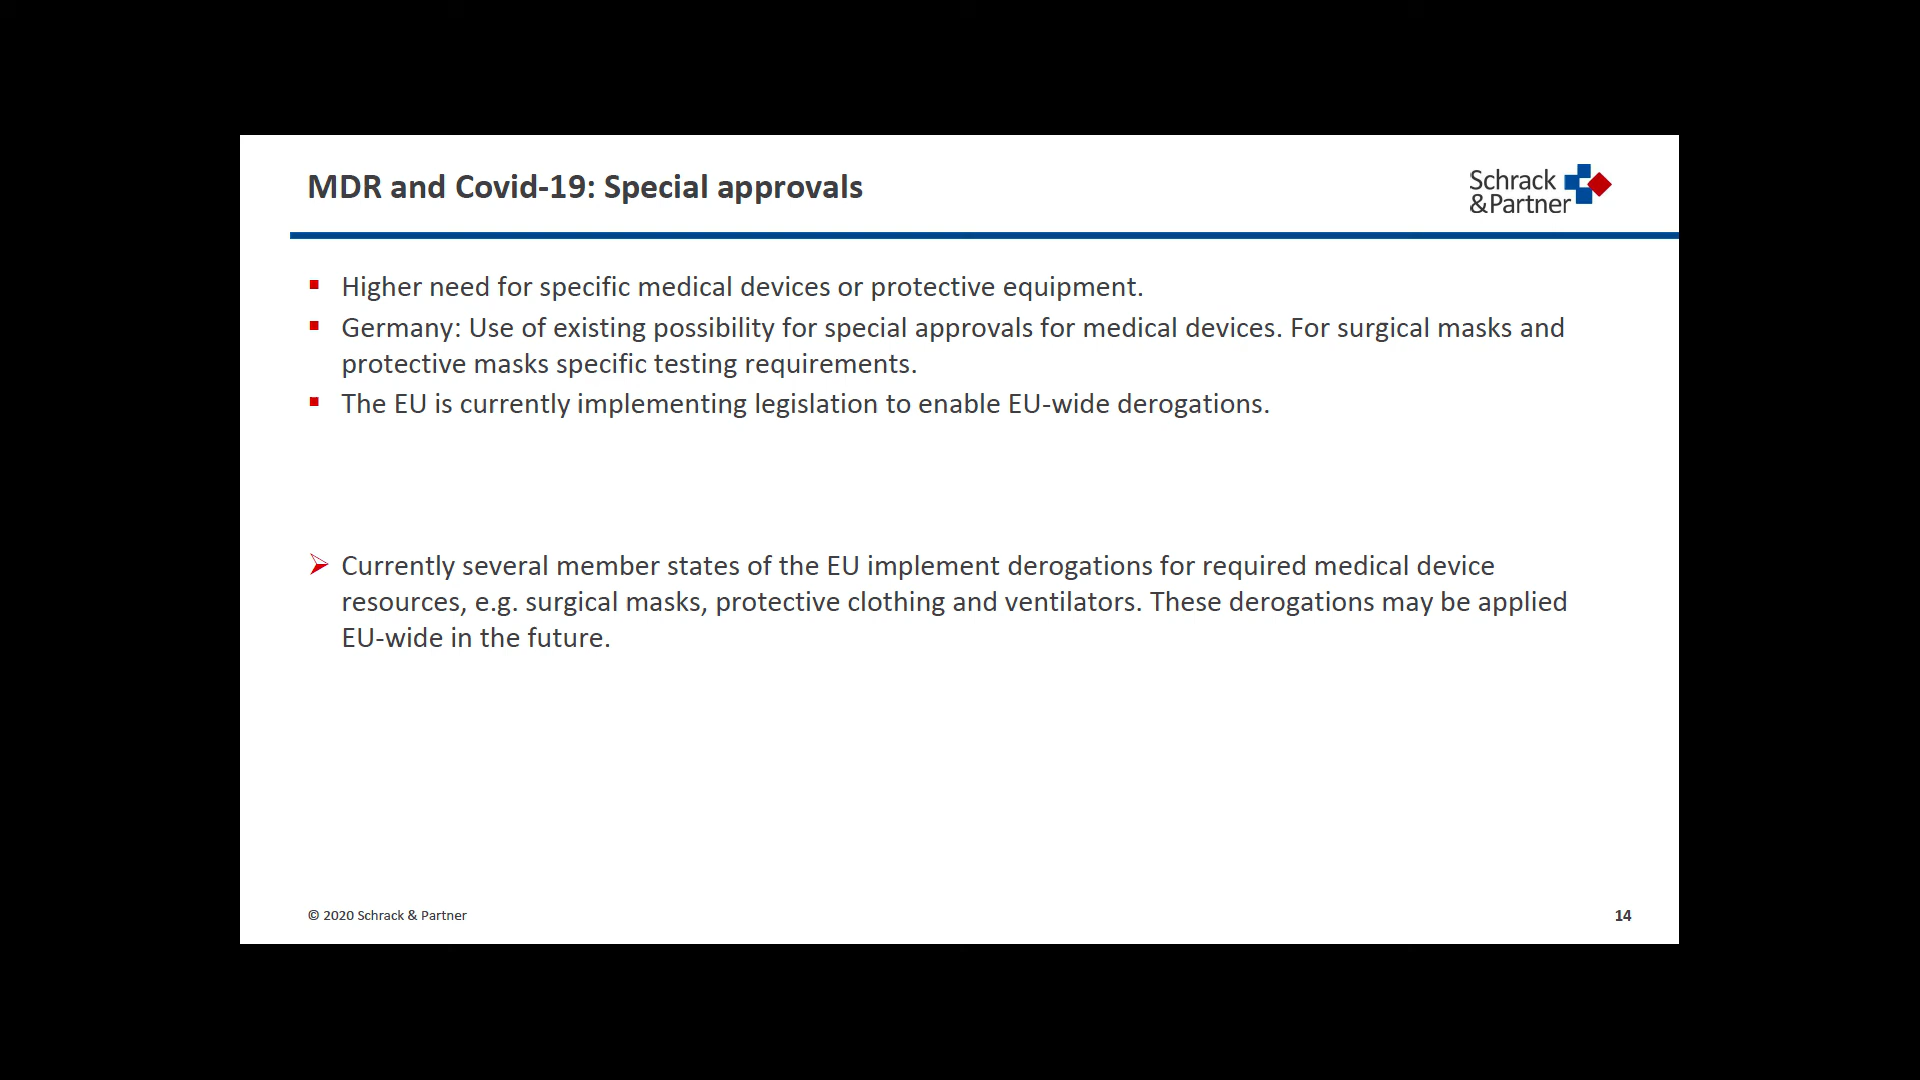 MDR and Covid-19: Special approvals
Schrack
&Partner
Higher need for specific medical devices or protective equipment.
Germany: Use of existing possibility for special approvals for medical devices. For surgical masks and
protective masks specific testing requirements.
The EU is currently implementing legislation to enable EU-wide derogations.
Currently several member states of the EU implement derogations for required medical device
resources, e.g. surgical masks, protective clothing and ventilators. These derogations may be applied
EU-wide in the future.
© 2020 Schrack & Partner
14